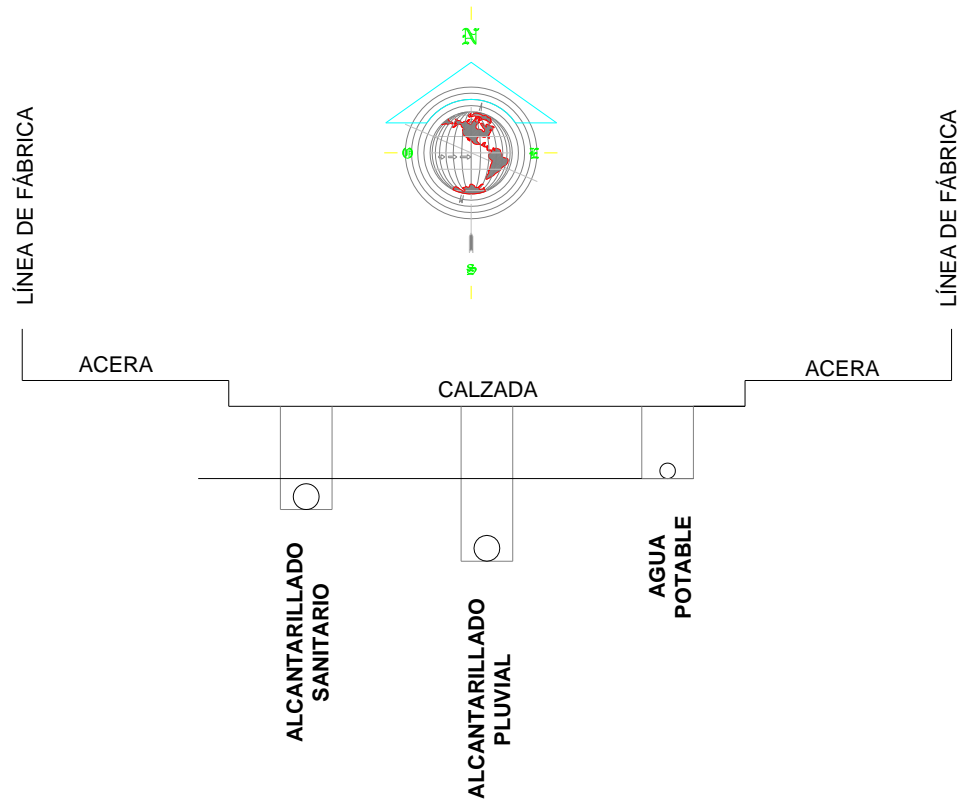 N
LÍNEA DE FÁBRICA
LÍNEA DE FÁBRICA
S
ACERA
CALZADA
ACERA
ALCANTARILLADO
SANITARIO
ALCANTARILLADO
PLUVIAL
AGUA
POTABLE